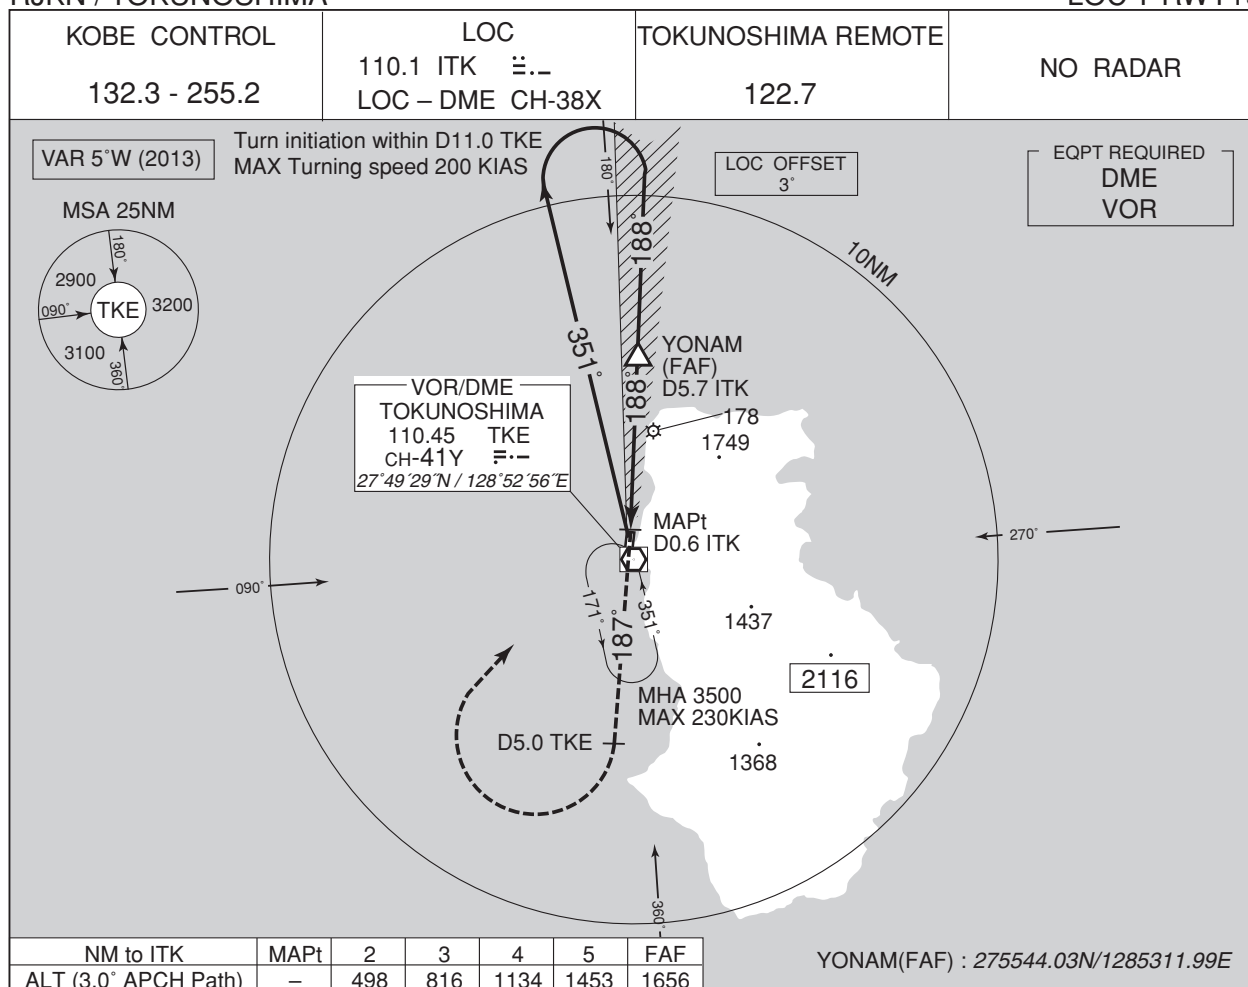 RJKN / TOKUNOSHIMA
KOBE CONTROL
132.3 - 255.2
LOC
110.1 ITK
LOC – DME CH-38X
TOKUNOSHIMA REMOTE
122.7
NO RADAR
VAR 5°W (2013)
Turn initiation within D11.0 TKE
MAX Turning speed 200 KIAS
LOC OFFSET
3°
EQPT REQUIRED
DME
VOR
MSA 25NM
180°
2900
090°
TKE
3200
3100
360°
180°
188°
10NM
351°
YONAM
(FAF)
D5.7 ITK
188°
VOR/DME
TOKUNOSHIMA
110.45 TKE
CH-41Y
27°49´29˝N / 128°52´56˝E
178
1749
MAPt
D0.6 ITK
270°
090°
171°
187°
351°
1437
2116
MHA 3500
MAX 230KIAS
D5.0 TKE
1368
360°
NM to ITK MAPt 2 3 4 5 FAF
ALT (3.0° APCH Path) – 498 816 1134 1453 1656
YONAM(FAF) : 275544.03N/1285311.99E